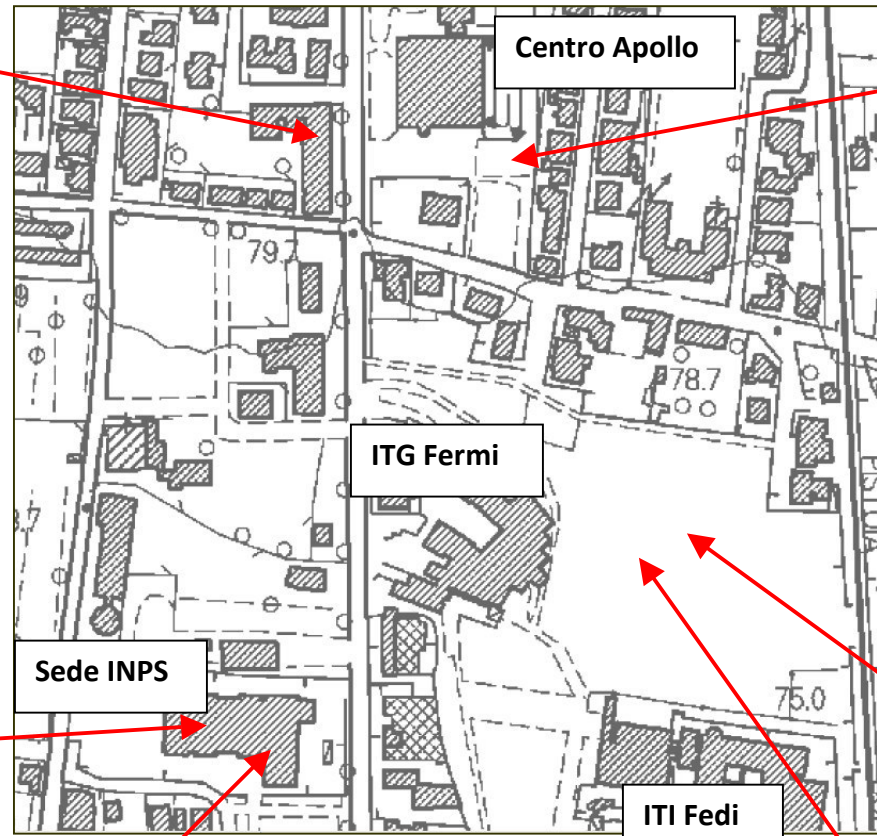 Centro Apollo
79.7
78.7
ITG Fermi
Sede INPS
75.0
ITI Fedi